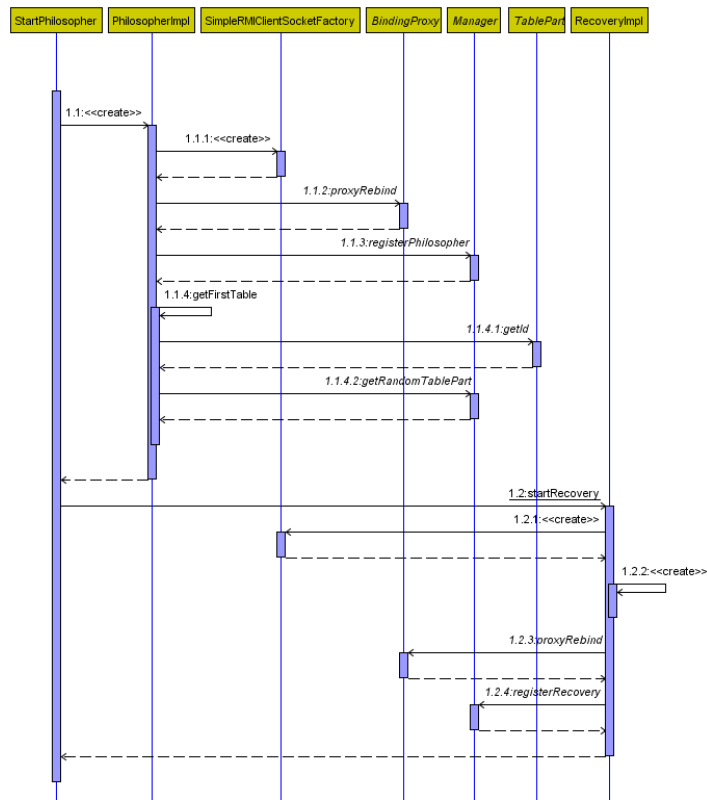 StartPhilosopher PhilosopherImpl SimpleRMIClientSocketFactory BindingProxy Manager TablePart RecoveryImpl
1.1:<<create>>
1.1.1:<<create>>
1.1.2:proxyRebind
1.1.3:registerPhilosopher
1.1.4:getFirstTable
1.1.4.1:getId
1.1.4.2:getRandomTablePart
1.2:startRecovery
1.2.1:<<create>>
1.2.2:<<create>>
1.2.3:proxyRebind
1.2.4:registerRecovery